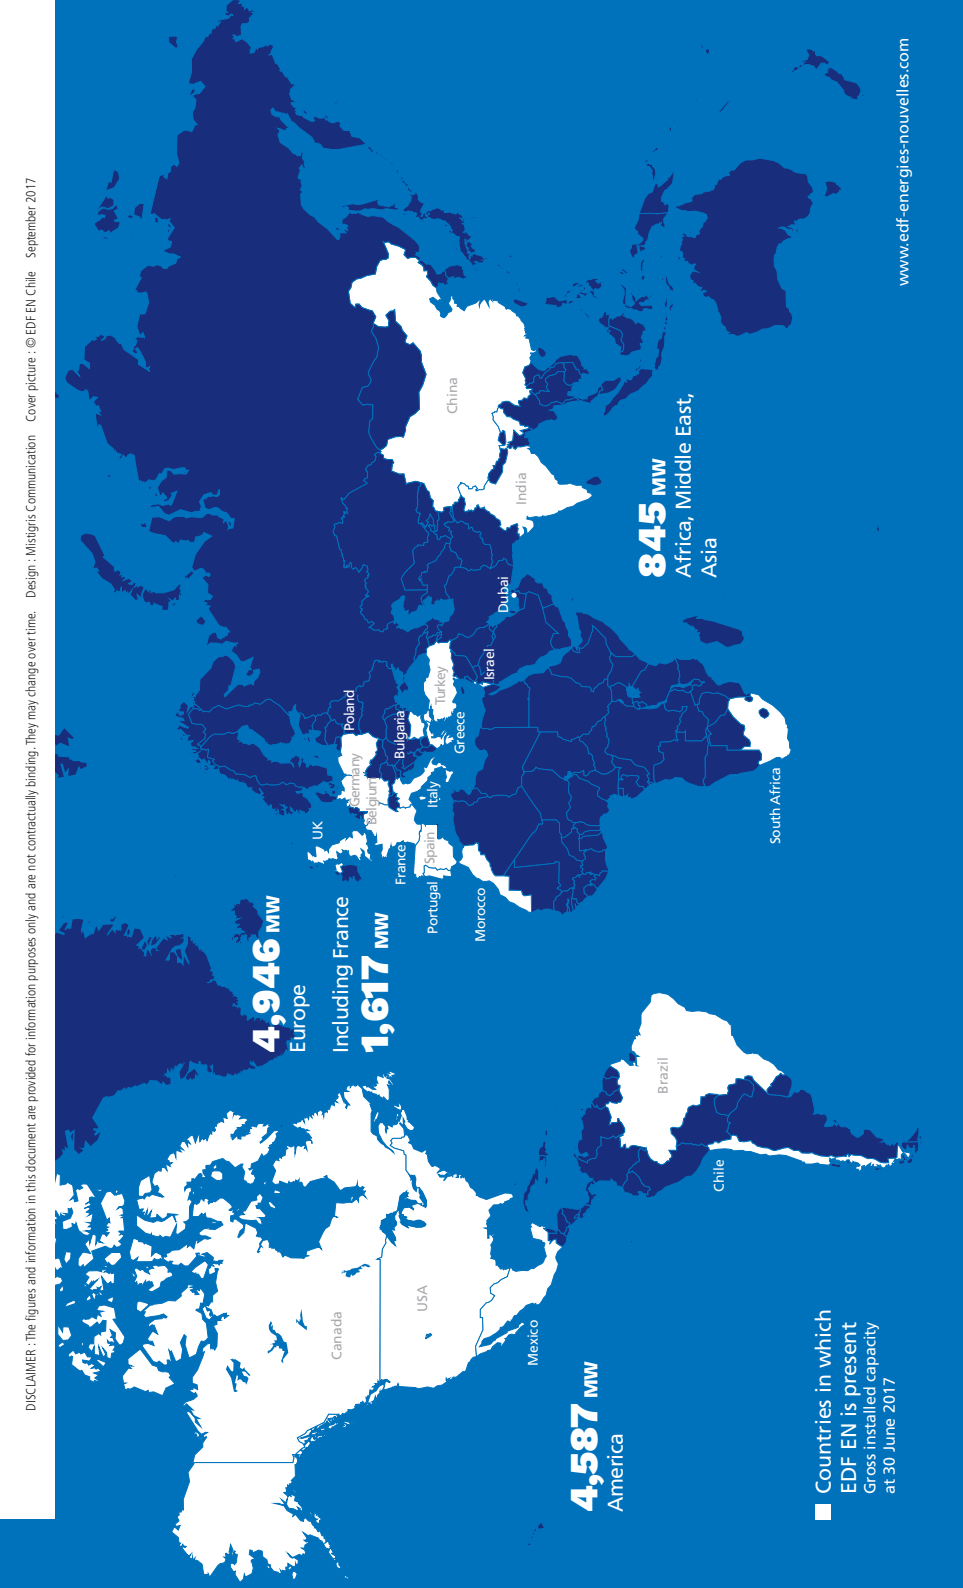 DISCLAIMER : The figures and information in this document are provided for information purposes only and are not contractually binding. They may change over time. Design : Mistigris Communication Cover picture : © EDF EN Chile September 2017
4,946 MW
Europe
Including France
1,617 MW
UK
Poland
Germany
Belgium
France
Bulgaria
Italy
Spain
Portugal
Greece
Turkey
Israel
Morocco
Dubai
China
India
South Africa
845 MW
Africa, Middle East,
Asia
Canada
USA
Mexico
Brazil
Chile
4,587 MW
America
Countries in which
EDF EN is present
Gross installed capacity
at 30 June 2017
www.edf-energies-nouvelles.com